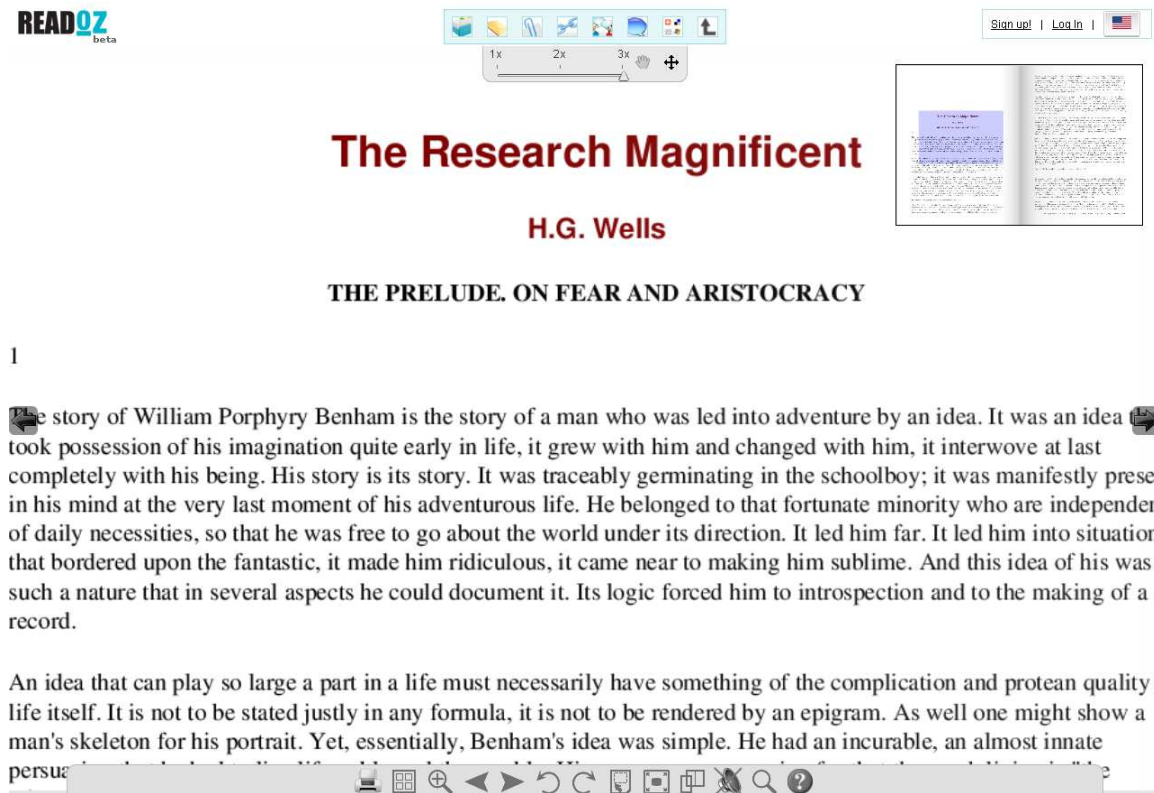 READOZ
beta
Sign up! | Log In |
1x 2x 3x
The Research Magnificent
H.G. Wells
THE PRELUDE. ON FEAR AND ARISTOCRACY
1
story of William Porphyry Benham is the story of a man who was led into adventure by an idea. It was an idea
took possession of his imagination quite early in life, it grew with him and changed with him, it interwove at last
completely with his being. His story is its story. It was traceably germinating in the schoolboy; it was manifestly prese
in his mind at the very last moment of his adventurous life. He belonged to that fortunate minority who are independen
of daily necessities, so that he was free to go about the world under its direction. It led him far. It led him into situation
that bordered upon the fantastic, it made him ridiculous, it came near to making him sublime. And this idea of his was
such a nature that in several aspects he could document it. Its logic forced him to introspection and to the making of a
record.
An idea that can play so large a part in a life must necessarily have something of the complication and protean quality
life itself. It is not to be stated justly in any formula, it is not to be rendered by an epigram. As well one might show a
man's skeleton for his portrait. Yet, essentially, Benham's idea was simple. He had an incurable, an almost innate